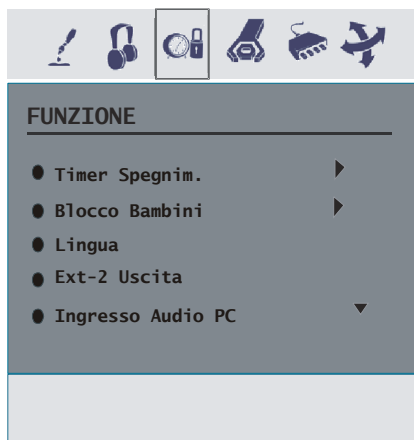 FUNZIONE
Timer Spegnim.
Blocco Bambini
Lingua
Ext-2 Uscita
Ingresso Audio PC